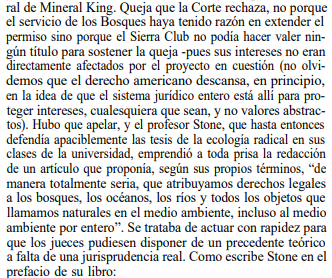 ral de Mineral King. Queja que la Corte rechaza, no porque
el servicio de los Bosques haya tenido razón en extender el
permiso sino porque el Sierra Club no podía hacer valer nin-
gún título para sostener la queja -pues sus intereses no eran
directamente afectados por el proyecto en cuestión (no olvi-
demos que el derecho americano descansa, en principio,
en la idea de que el sistema jurídico entero está allí para pro-
teger intereses, cualesquiera que sean, y no valores abstrac-
tos). Hubo que apelar, y el profesor Stone, que hasta entonces
defendía apaciblemente las tesis de la ecología radical en sus
clases de la universidad, emprendió a toda prisa la redacción
de un artículo que proponía, según sus propios términos, “de
manera totalmente seria, que atribuyamos derechos legales
a los bosques, los océanos, los ríos y todos los objetos que
llamamos naturales en el medio ambiente, incluso al medio
ambiente por entero”. Se trataba de actuar con rapidez para
que los jueces pudiesen disponer de un precedente teórico
a falta de una jurisprudencia real. Como escribe Stone en el
prefacio de su libro: